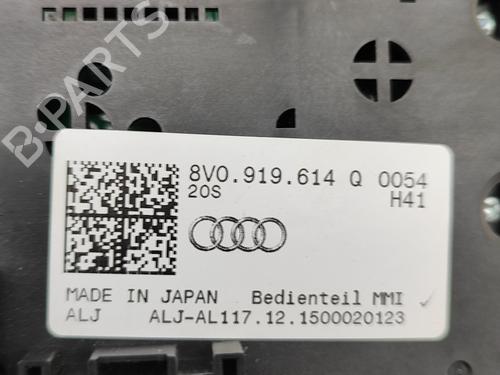 B-PARTS
8V0.919.614 Q 0054
20S H41
MADE IN JAPAN Bedienteil MMI ✓
ALJ ALJ-AL117.12.1500020123